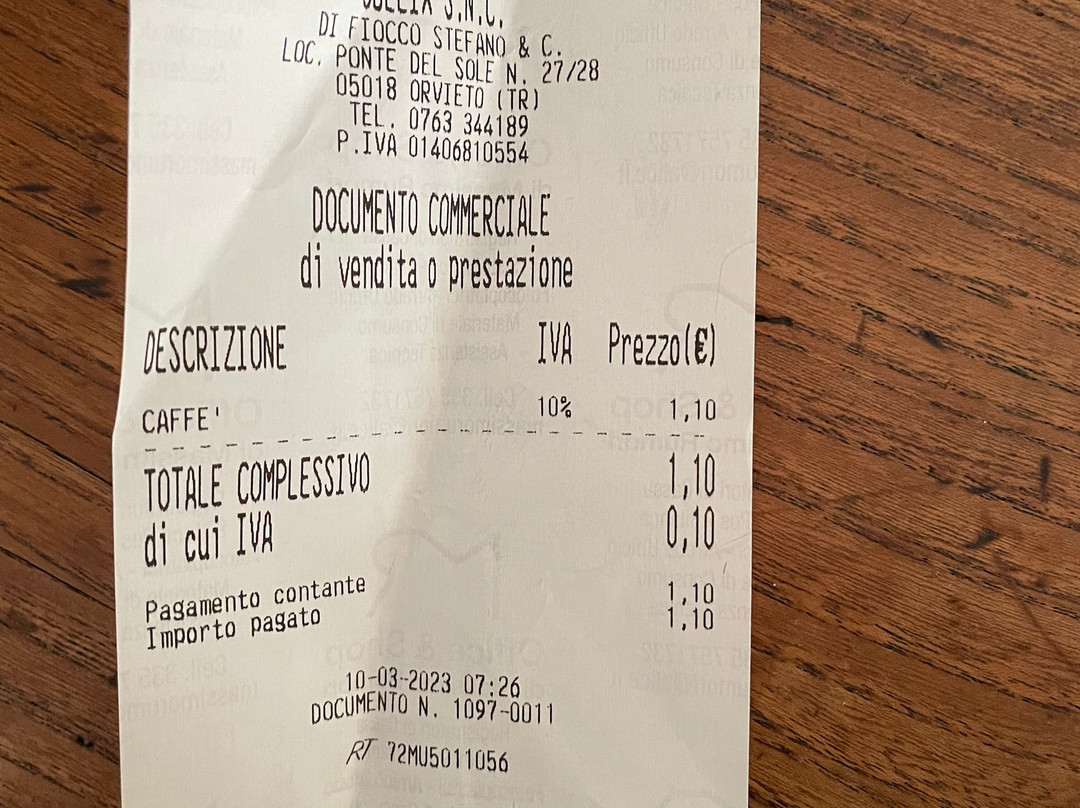 S.N.C.
DI FIOCCO STEFANO & C.
LOC. PONTE DEL SOLE N. 27/28
05018 ORVIETO (TR)
TEL. 0763 344189
P.IVA 01406810554
DOCUMENTO COMMERCIALE
di vendita o prestazione
DESCRIZIONE IVA Prezzo(€)
CAFFE' 10% 1,10
TOTALE COMPLESSIVO 1,10
di cui IVA 0,10
Pagamento contante 1,10
Importo pagato 1,10
10-03-2023 07:26
DOCUMENTO N. 1097-0011
RT 72MU5011056